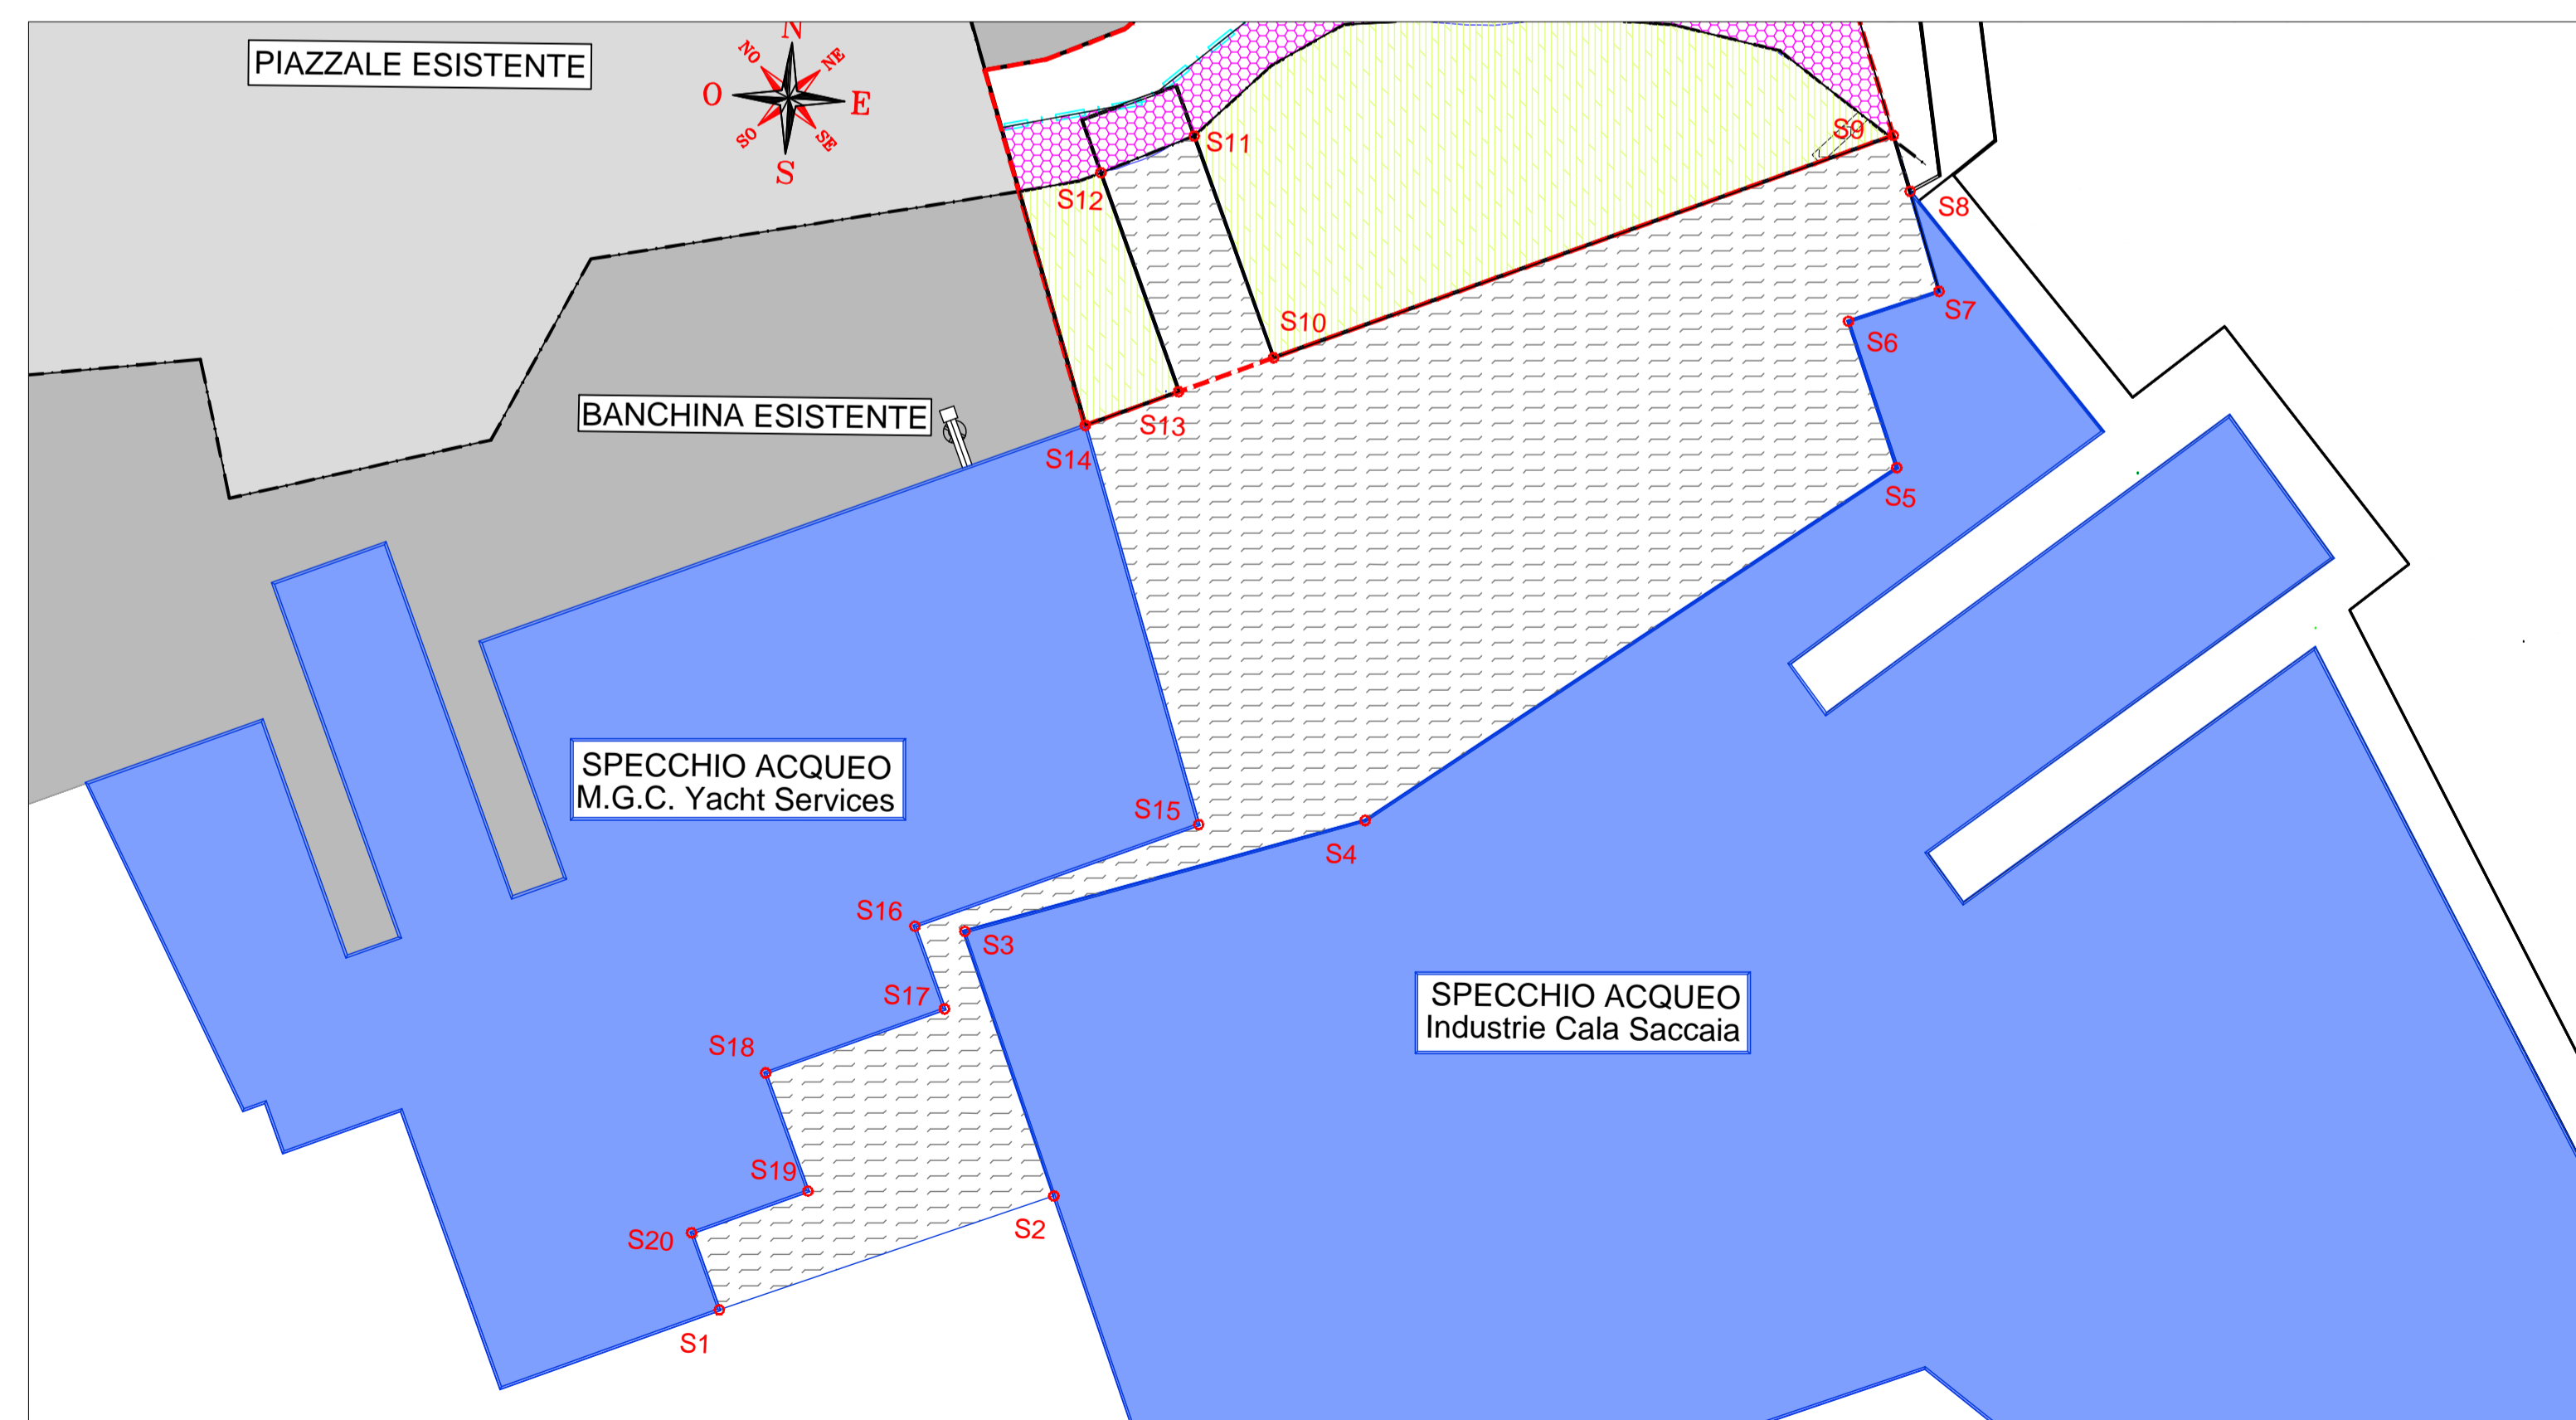 PIAZZALE ESISTENTE
N
NO
NE
O
E
SO
SE
S
S9
S11
S12
S8
S7
S10
S6
BANCHINA ESISTENTE
S13
S14
S5
SPECCHIO ACQUEO
M.G.C. Yacht Services
S15
S4
S16
S3
S17
SPECCHIO ACQUEO
Industrie Cala Saccaia
S18
S19
S2
S20
S1